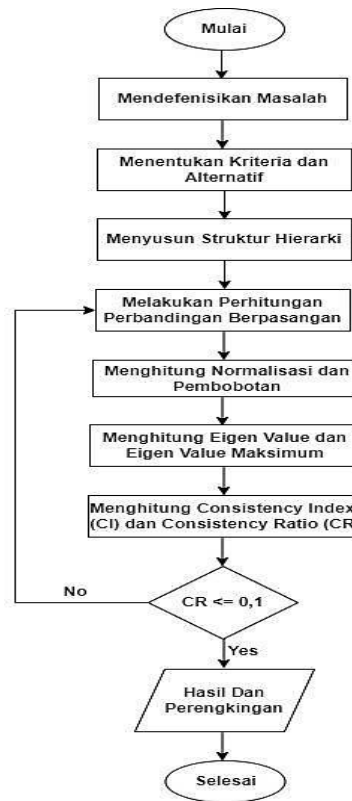 Mulai
Mendefenisikan Masalah
Menentukan Kriteria dan
Alternatif
Menyusun Struktur Hierarki
Melakukan Perhitungan
Perbandingan Berpasangan
Menghitung Normalisasi dan
Pembobotan
Menghitung Eigen Value dan
Eigen Value Maksimum
Menghitung Consistency Index
(CI) dan Consistency Ratio (CR
No
CR <= 0,1
Yes
Hasil Dan
Perengkingan
Selesai